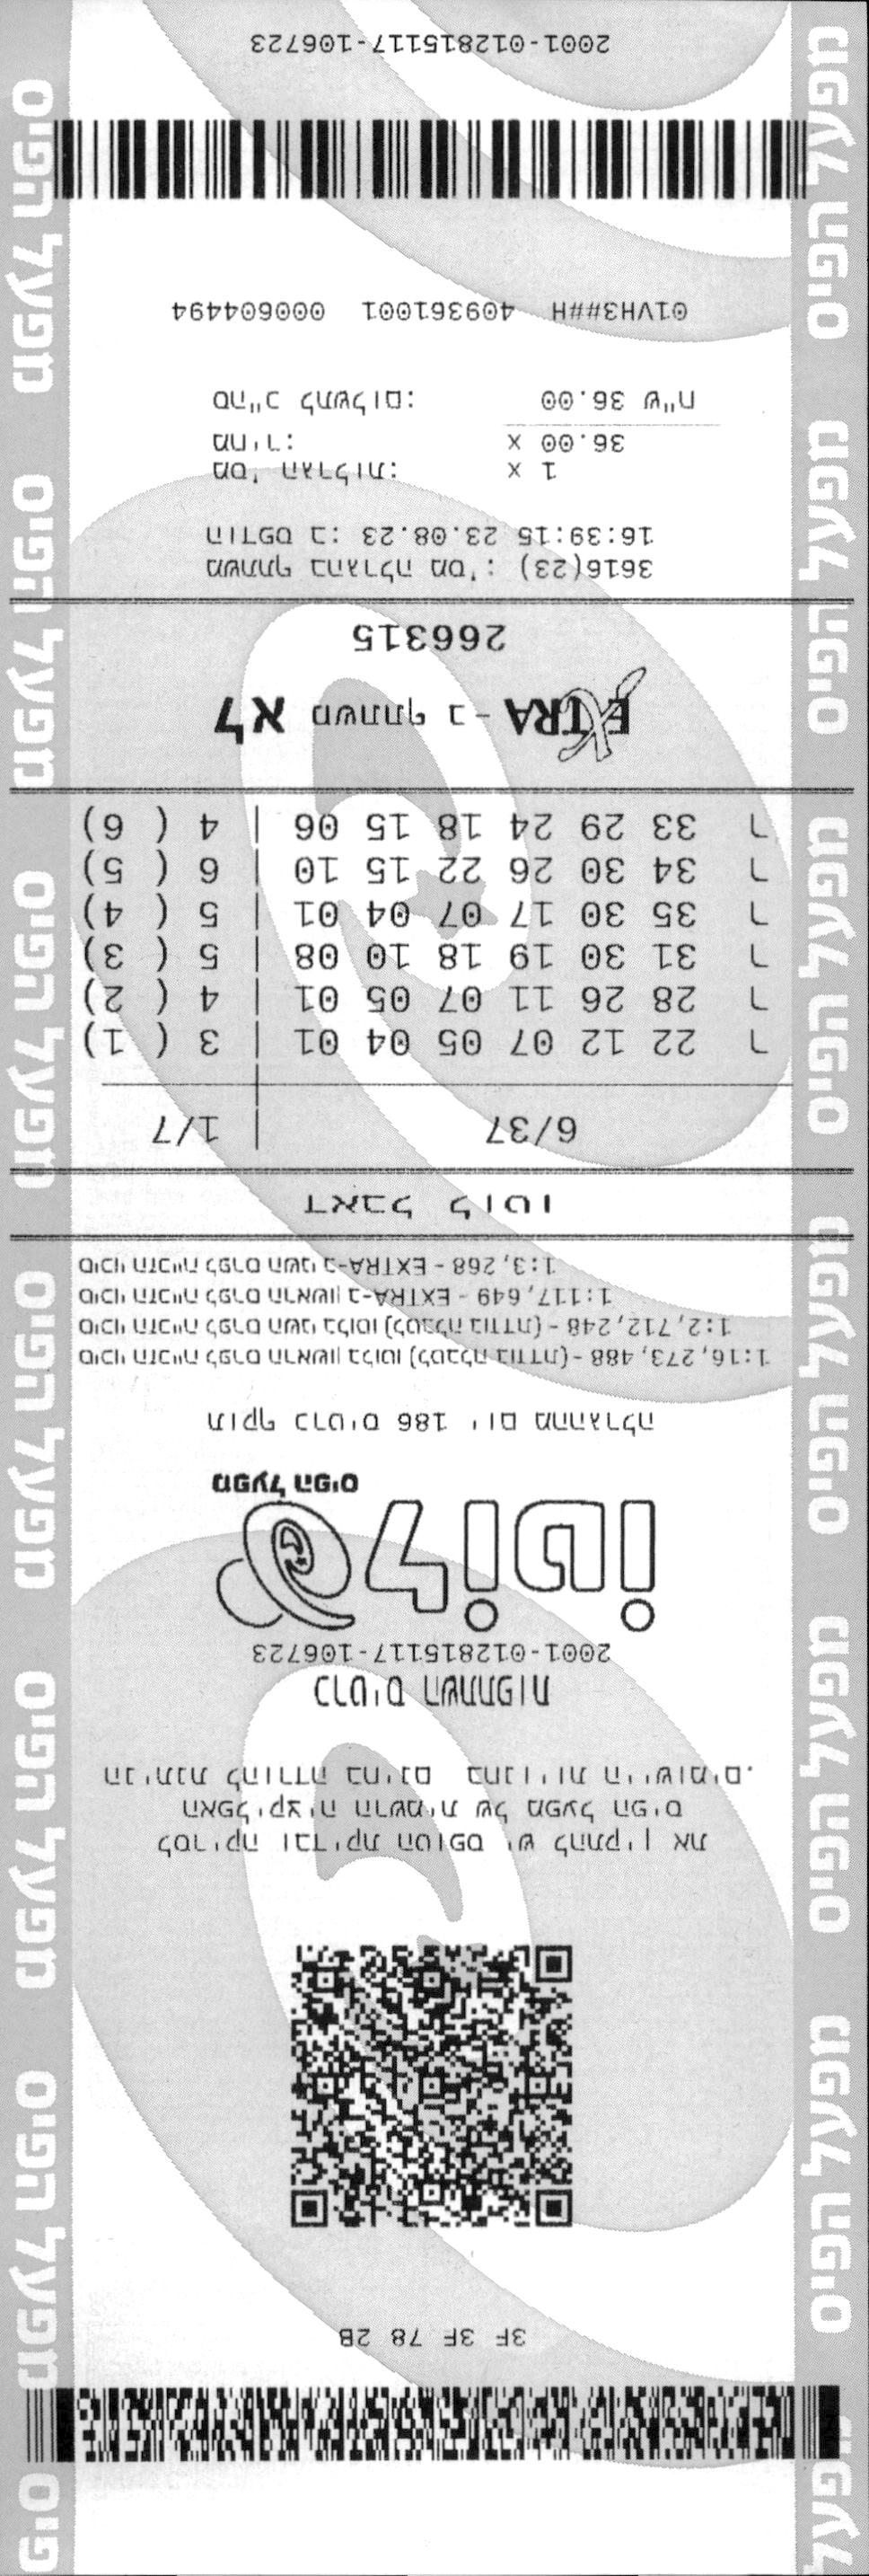 3F 3F 78 2B
לסריקה ובדיקת הטופס יש להתקין את
האפליקציה הרשמית של מפעל הפיס
הניתנת להורדה בחינם בחנויות היישומים.
כרטיס השתתפות
2001-012815117-106723
לוטו
מפעל הפיס
תוקף כרטיס 186 יום מההגרלה
סיכוי הזכייה לפרס הראשון בלוטו (לטבלה בודדת)- 1:16,273,488
סיכוי הזכייה לפרס השני בלוטו (לטבלה בודדת)- 1:2,712,248
סיכוי הזכייה לפרס הראשון ב-EXTRA - 1:117,649
סיכוי הזכייה לפרס השני ב-EXTRA - 1:3,268
דאבל לוטו
6/37 | 1/7
ר 22 12 07 05 04 01 | 3 ( 1)
ר 28 26 11 07 05 01 | 4 ( 2)
ר 31 30 19 18 10 08 | 5 ( 3)
ר 35 30 17 07 04 01 | 5 ( 4)
ר 34 30 26 22 15 10 | 6 ( 5)
ר 33 29 24 18 15 06 | 4 ( 6)
לא משתתף ב- EXTRA
266315
משתתף בהגרלה מס': 3616(23)
הודפס ב: 23.08.23 16:39:15
מס' הגרלות: x 1
מחיר: x 36.00
סה"כ לתשלום: 36.00 ש"ח
01VH3##H 409361001 000604494
2001-012815117-106723
מפעל הפיס